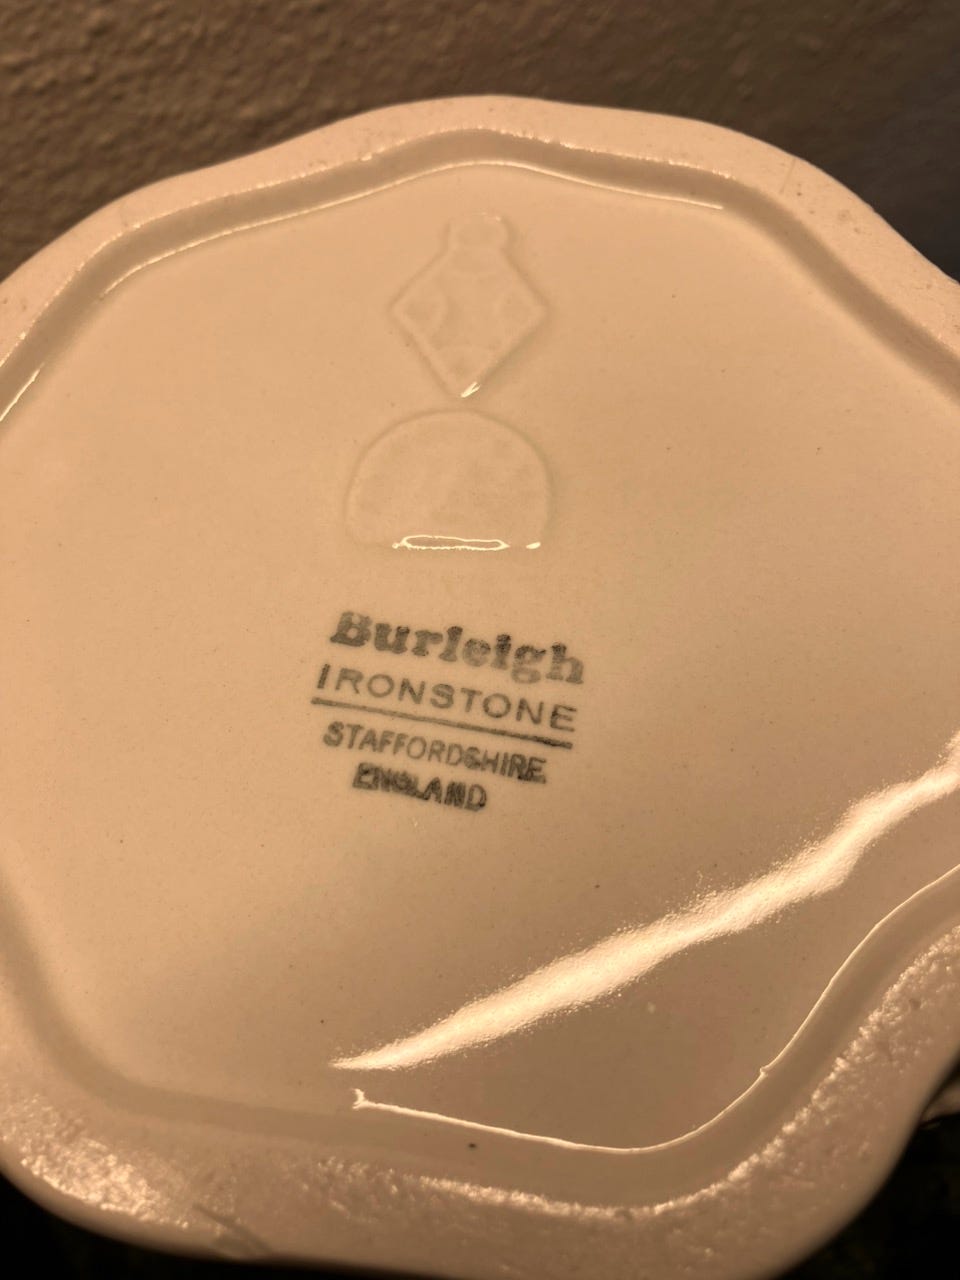 Burleigh
IRONSTONE
STAFFORDSHIRE
ENGLAND